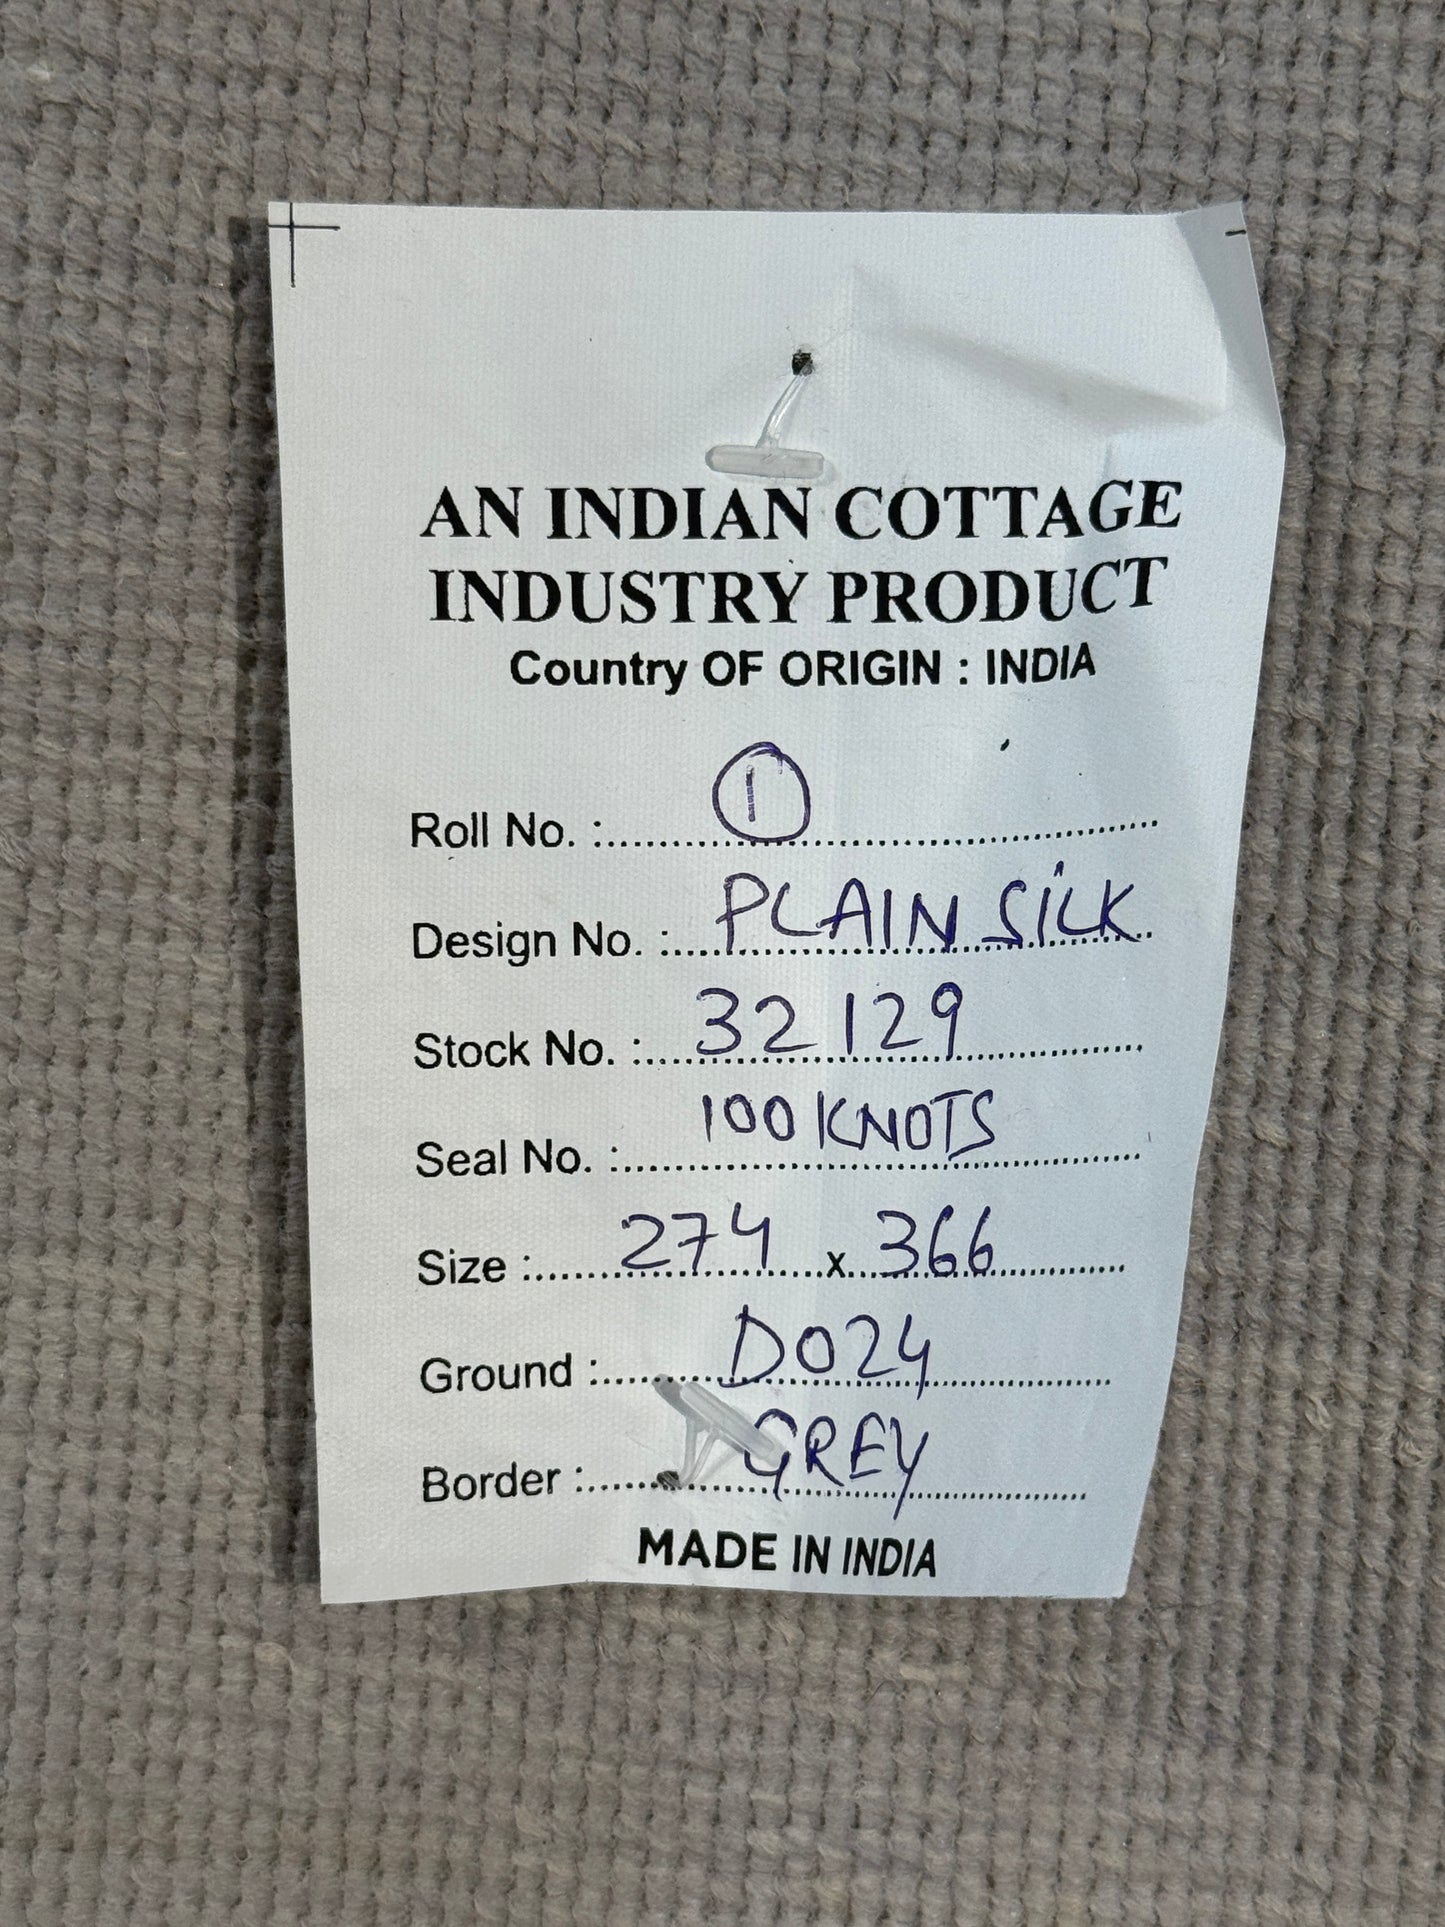 AN INDIAN COTTAGE
INDUSTRY PRODUCT
Country OF ORIGIN : INDIA
Roll No. : 1
Design No. : PLAIN SILK
Stock No. : 32129
Seal No. : 100 KNOTS
Size : 274 x 366
Ground : D024
Border : GREY
MADE IN INDIA